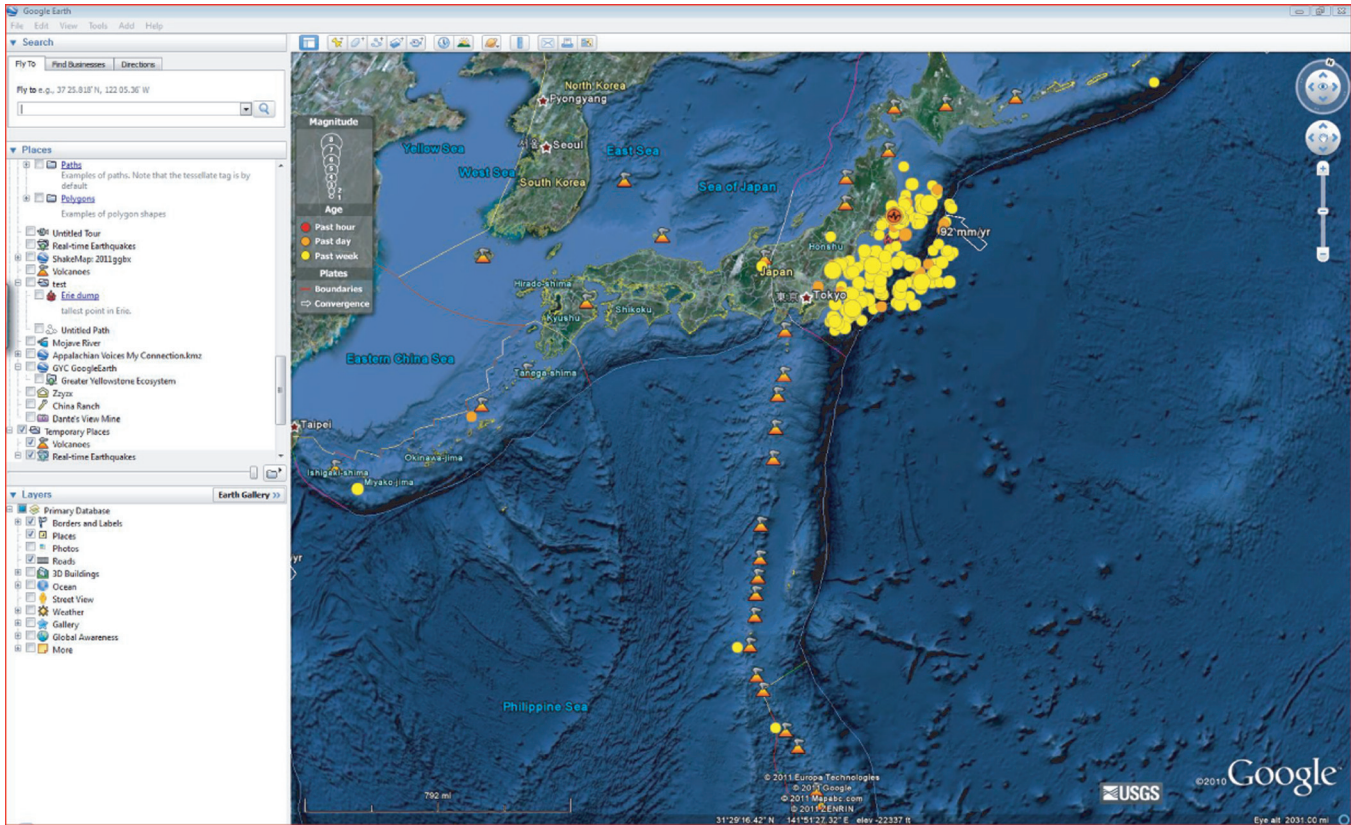 Google Earth
File Edit View Tools Add Help
Search
Fly To Find Businesses Directions
Fly to e.g., 37 25.818' N, 122 05.36' W
Places
Paths
Examples of paths. Note that the tessellate tag is by
default
Polygons
Examples of polygon shapes
Untitled Tour
Real-time Earthquakes
ShakeMap: 2011ggbx
Volcanoes
test
Erie dump
tallest point in Erie.
Untitled Path
Mojave River
Appalachian Voices My Connection.kmz
GYC GoogleEarth
Greater Yellowstone Ecosystem
Zzyzx
China Ranch
Dante's View Mine
Temporary Places
Volcanoes
Real-time Earthquakes
Layers
Earth Gallery >>
Primary Database
Borders and Labels
Places
Photos
Roads
3D Buildings
Ocean
Street View
Weather
Gallery
Global Awareness
More
Magnitude
8
7
6
5
4
3
2
1
Age
Past hour
Past day
Past week
Plates
Boundaries
Convergence
North Korea
Pyongyang
Yellow Sea
Seoul
East Sea
West Sea
South Korea
Sea of Japan
92 mm/yr
Honshu
Japan
Tokyo
Hirado-shima
Kyushu
Shikoku
Eastern China Sea
Tanega-shima
Taipei
Okinawa-jima
Ishigaki-shima
Miyako-jima
/yr
Philippine Sea
792 mi
© 2011 Europa Technologies
© 2011 Google
© 2011 Mapabc.com
© 2011 ZENRIN
USGS
©2010 Google
31°29'16.42" N 141°51'27.32" E elev -22337 ft
Eye alt 2031.00 mi
N